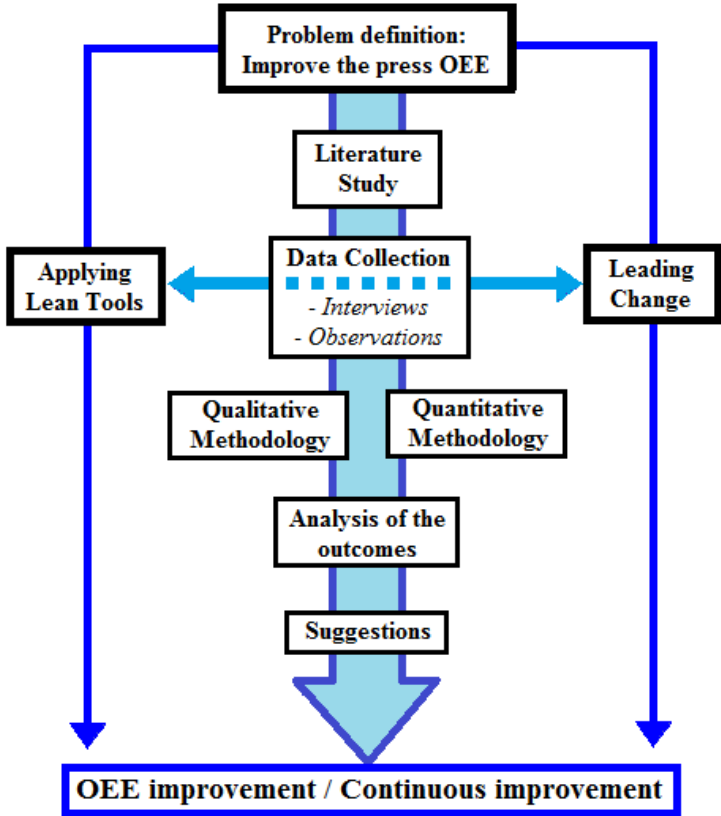 Problem definition:
Improve the press OEE
Literature
Study
Applying
Lean Tools
Data Collection
- Interviews
- Observations
Leading
Change
Qualitative
Methodology
Quantitative
Methodology
Analysis of the
outcomes
Suggestions
OEE improvement / Continuous improvement